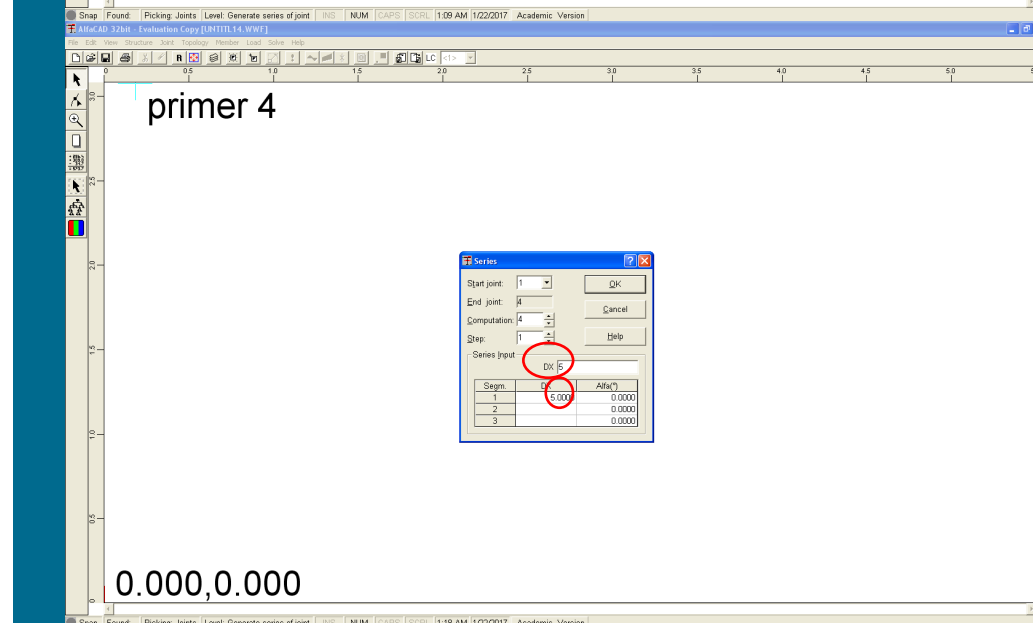 Snap Found: Picking: Joints Level: Generate series of joint INS NUM CAPS SCRL 1:09 AM 1/22/2017 Academic Version
AlfaCAD 32bit - Evaluation Copy [UNTITL14.WWF]
File Edit View Structure Joint Topology Member Load Solve Help
R LC <1>
0 0.5 1.0 1.5 2.0 2.5 3.0 3.5 4.0 4.5 5.0
3.0
primer 4
2.5
2.0
1.5
1.0
0.5
0
Series
Start joint: 1 OK
End joint: 4 Cancel
Computation: 4
Step: 1 Help
Series Input
DX 5
Segm. DX Alfa(°)
1 5.0000 0.0000
2 0.0000
3 0.0000
0.000,0.000
Snap Found: Picking: Joints Level: Generate series of joint INS NUM CAPS SCRL 1:18 AM 1/22/2017 Academic Version